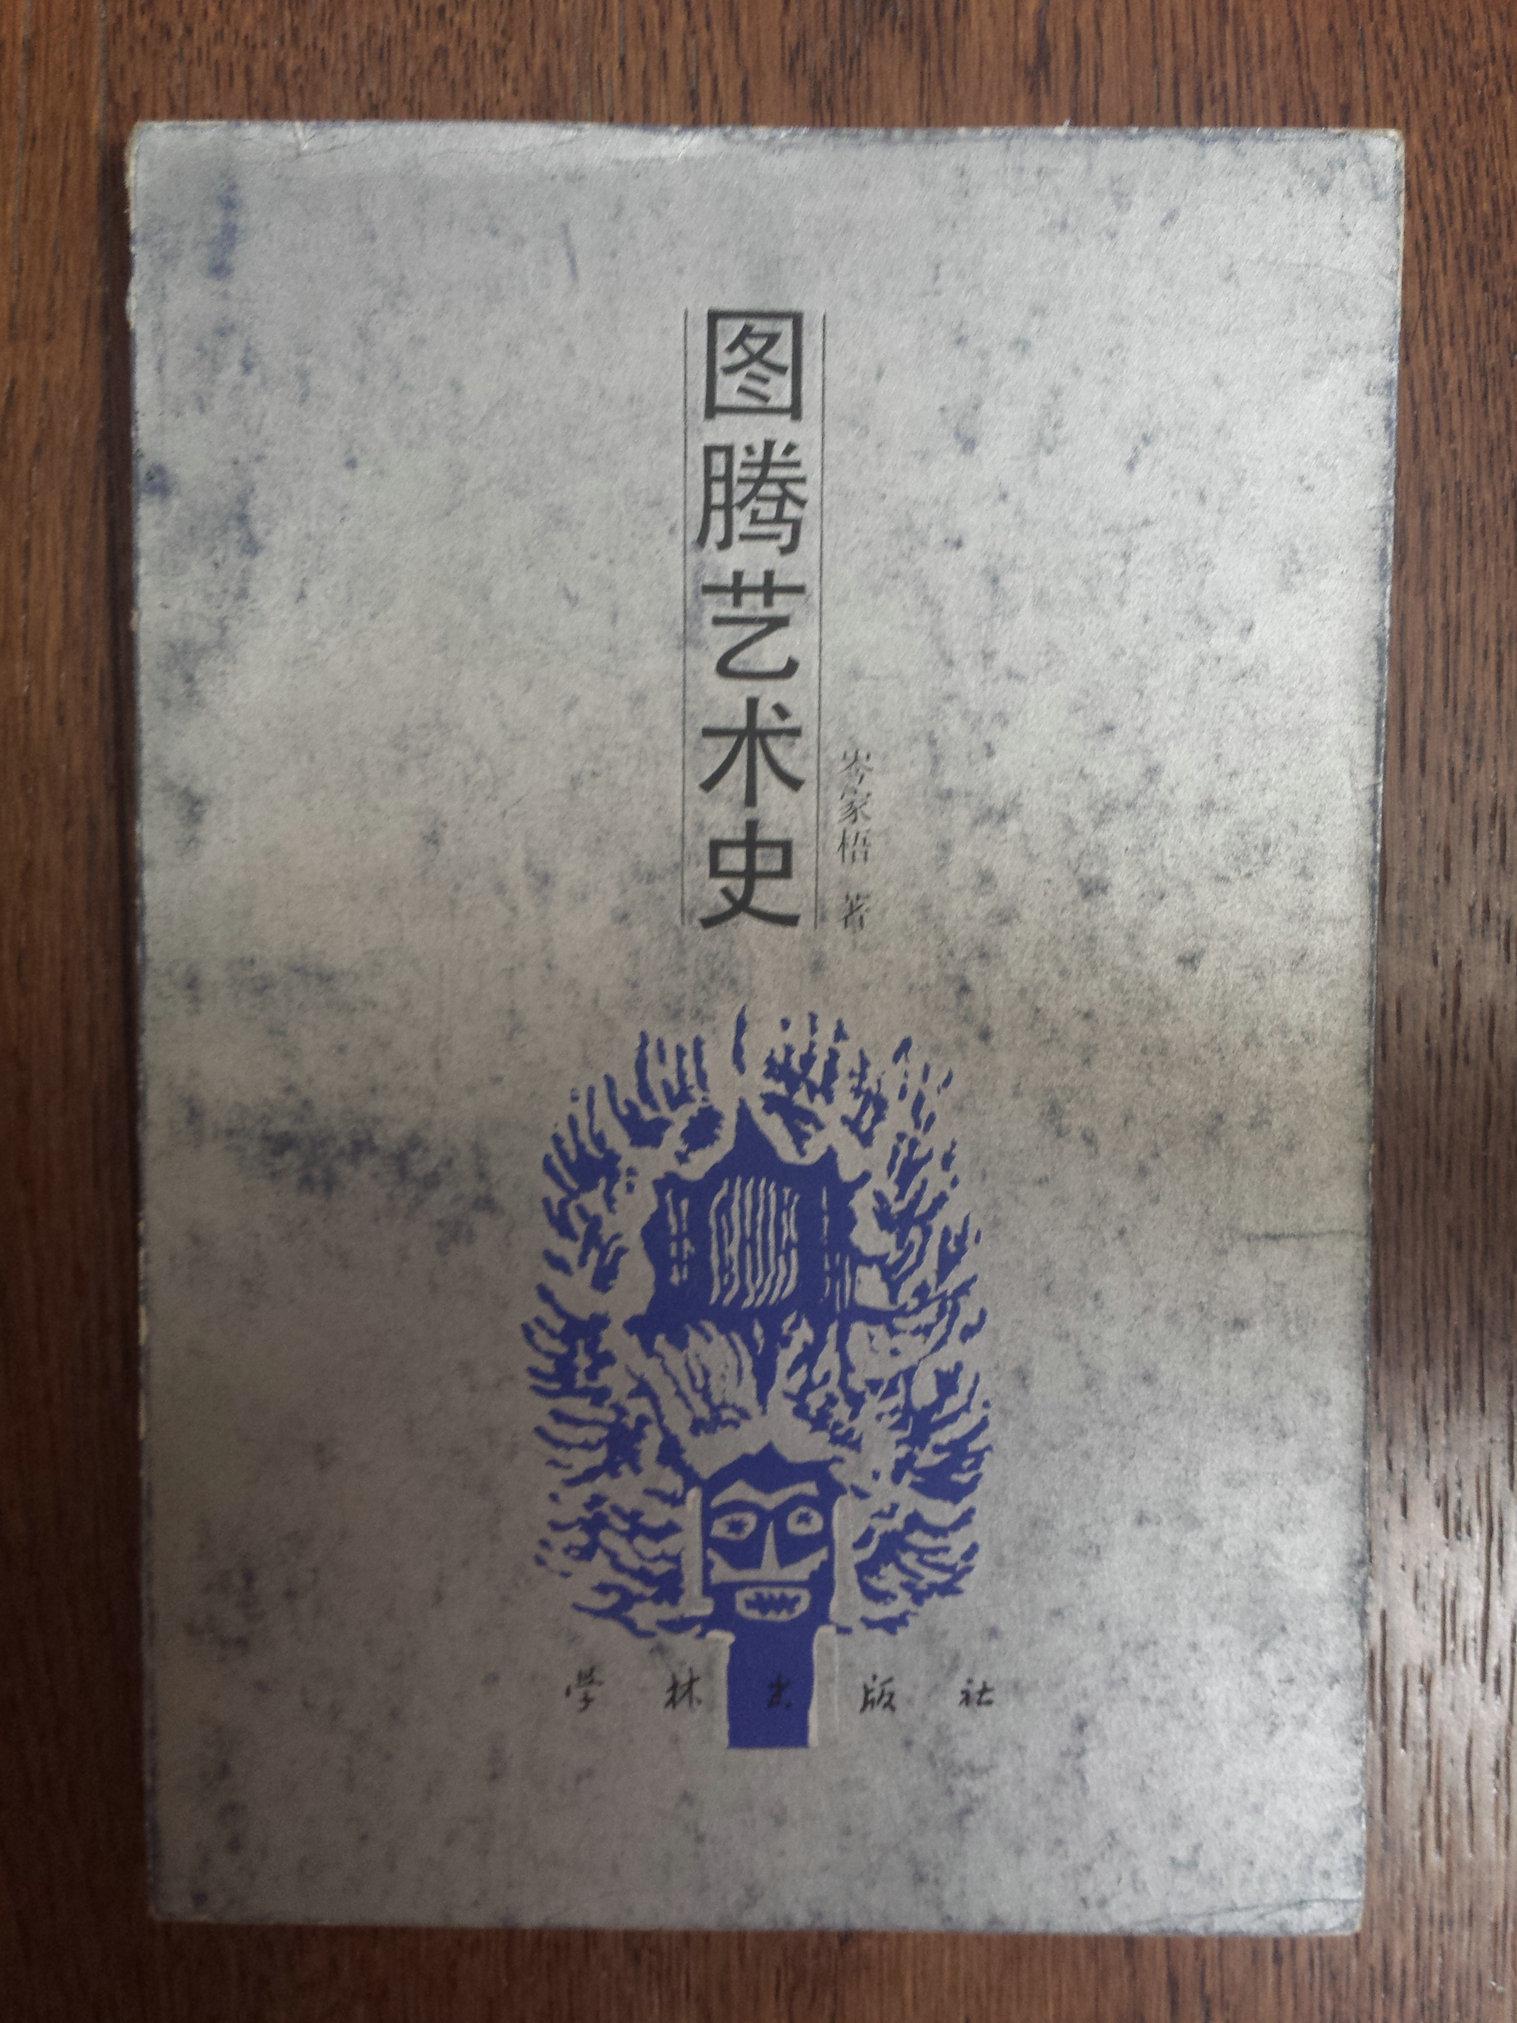 图腾艺术史
岑家梧 著
学林出版社